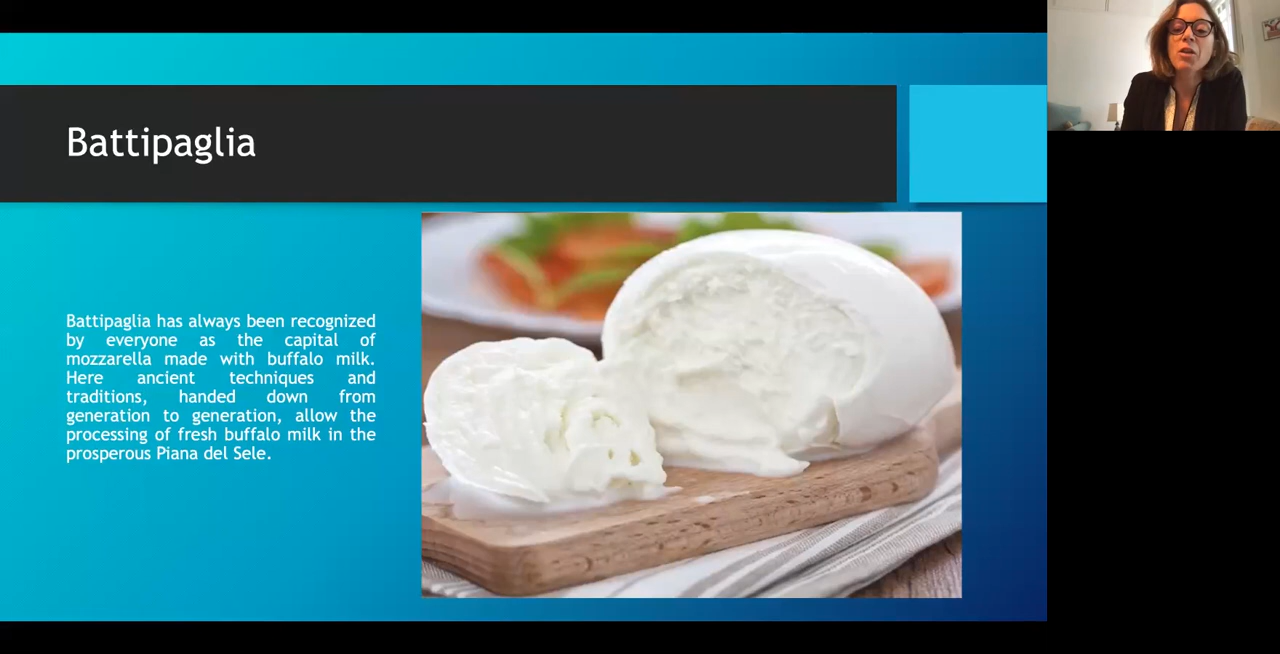 Battipaglia
Battipaglia has always been recognized
by everyone as the capital of
mozzarella made with buffalo milk.
Here ancient techniques and
traditions, handed down from
generation to generation, allow the
processing of fresh buffalo milk in the
prosperous Piana del Sele.